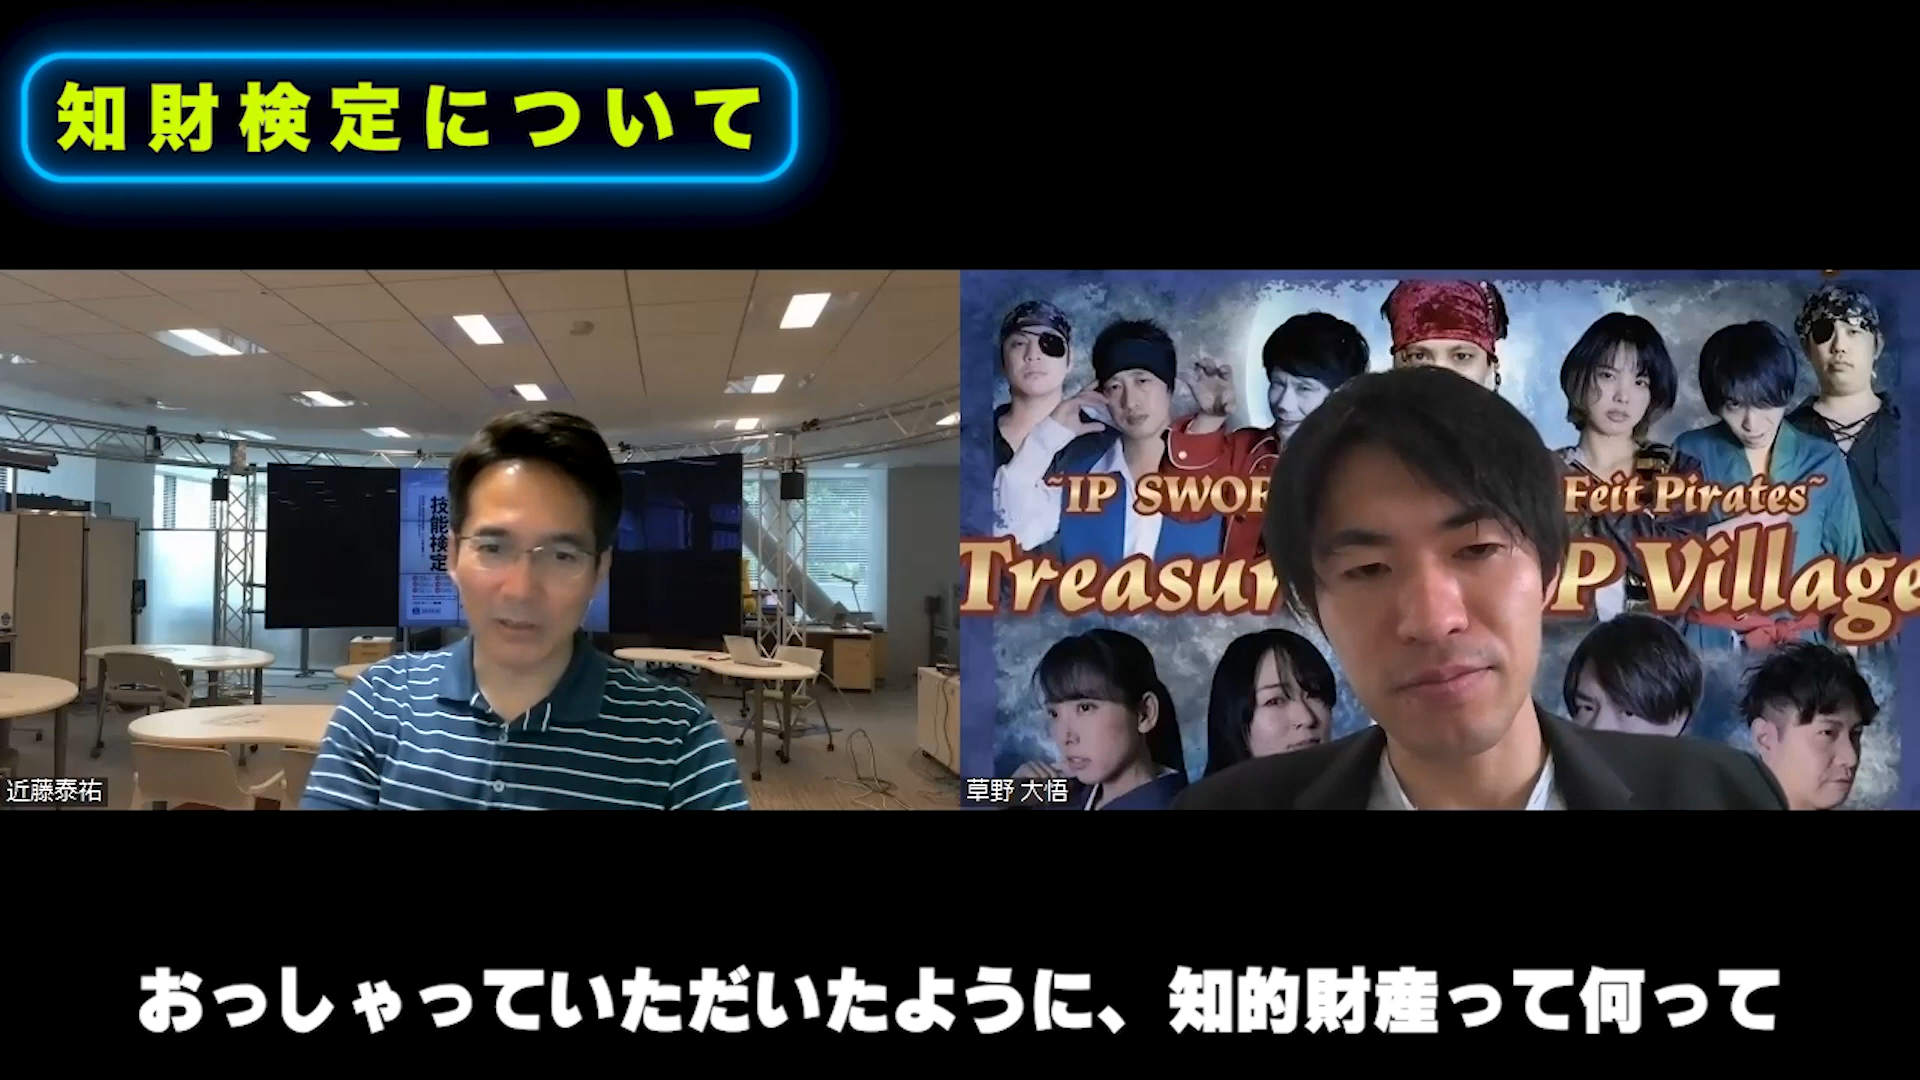 知財検定について
技能検定
~IP SWOR
Feit Pirates~
Treasur
P Village
近藤泰祐
草野 大悟
おっしゃっていただいたように、知的財産って何って